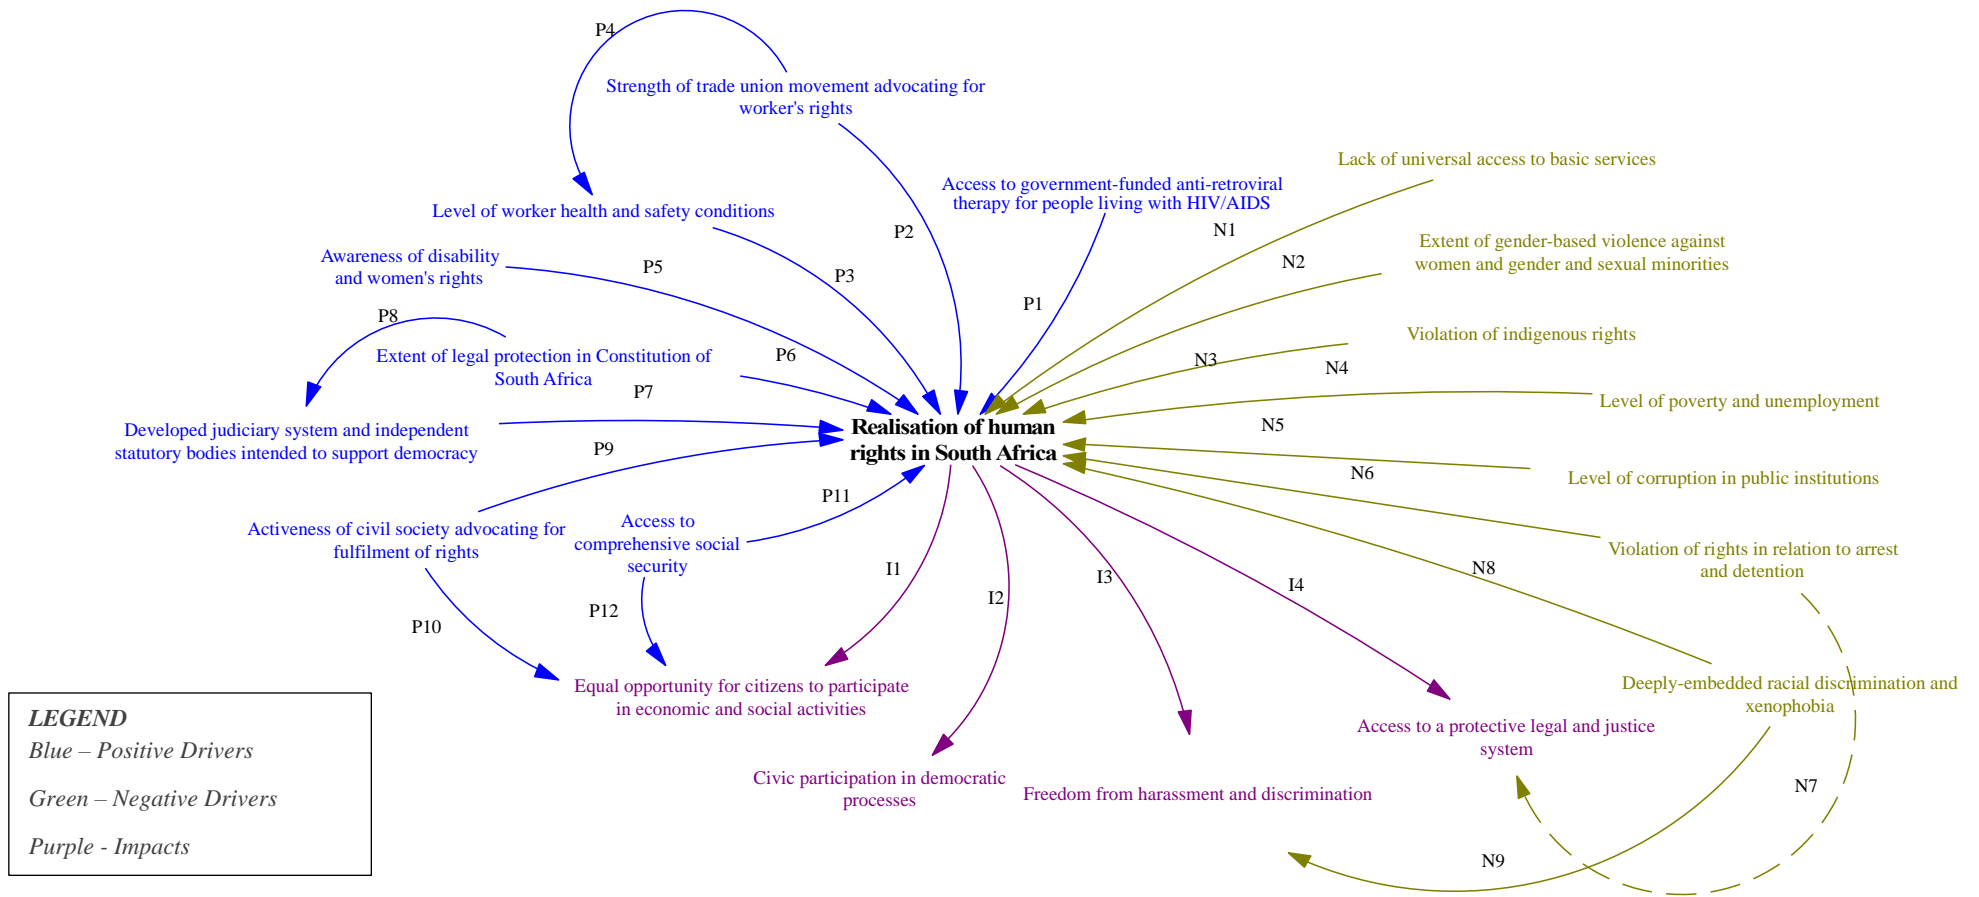 P4
Strength of trade union movement advocating for
worker's rights
Lack of universal access to basic services
Access to government-funded anti-retroviral
therapy for people living with HIV/AIDS
Level of worker health and safety conditions
P2
N1
Extent of gender-based violence against
women and gender and sexual minorities
Awareness of disability
and women's rights
P5
P3
N2
P1
P8
Violation of indigenous rights
Extent of legal protection in Constitution of
South Africa
P6
N3
N4
P7
Level of poverty and unemployment
Developed judiciary system and independent
statutory bodies intended to support democracy
Realisation of human
rights in South Africa
N5
P9
N6
Level of corruption in public institutions
P11
Activeness of civil society advocating for
fulfilment of rights
Access to
comprehensive social
security
Violation of rights in relation to arrest
and detention
I1
I2
I3
I4
N8
P12
P10
Equal opportunity for citizens to participate
in economic and social activities
Deeply-embedded racial discrimination and
xenophobia
Access to a protective legal and justice
system
Civic participation in democratic
processes
Freedom from harassment and discrimination
N7
N9
LEGEND
Blue – Positive Drivers
Green – Negative Drivers
Purple - Impacts